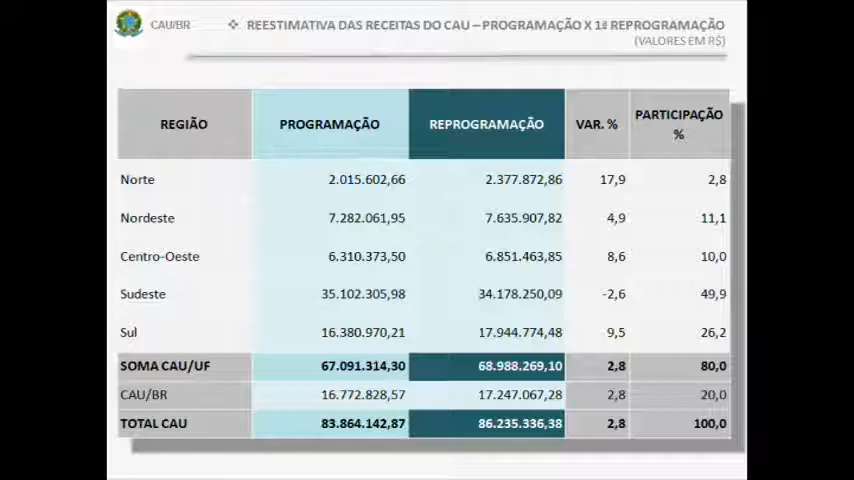 CAU/BR
❖ REESTIMATIVA DAS RECEITAS DO CAU – PROGRAMAÇÃO X 1ª REPROGRAMAÇÃO
(VALORES EM R$)
REGIÃO PROGRAMAÇÃO REPROGRAMAÇÃO VAR. % PARTICIPAÇÃO %
Norte 2.015.602,66 2.377.872,86 17,9 2,8
Nordeste 7.282.061,95 7.635.907,82 4,9 11,1
Centro-Oeste 6.310.373,50 6.851.463,85 8,6 10,0
Sudeste 35.102.305,98 34.178.250,09 -2,6 49,9
Sul 16.380.970,21 17.944.774,48 9,5 26,2
SOMA CAU/UF 67.091.314,30 68.988.269,10 2,8 80,0
CAU/BR 16.772.828,57 17.247.067,28 2,8 20,0
TOTAL CAU 83.864.142,87 86.235.336,38 2,8 100,0